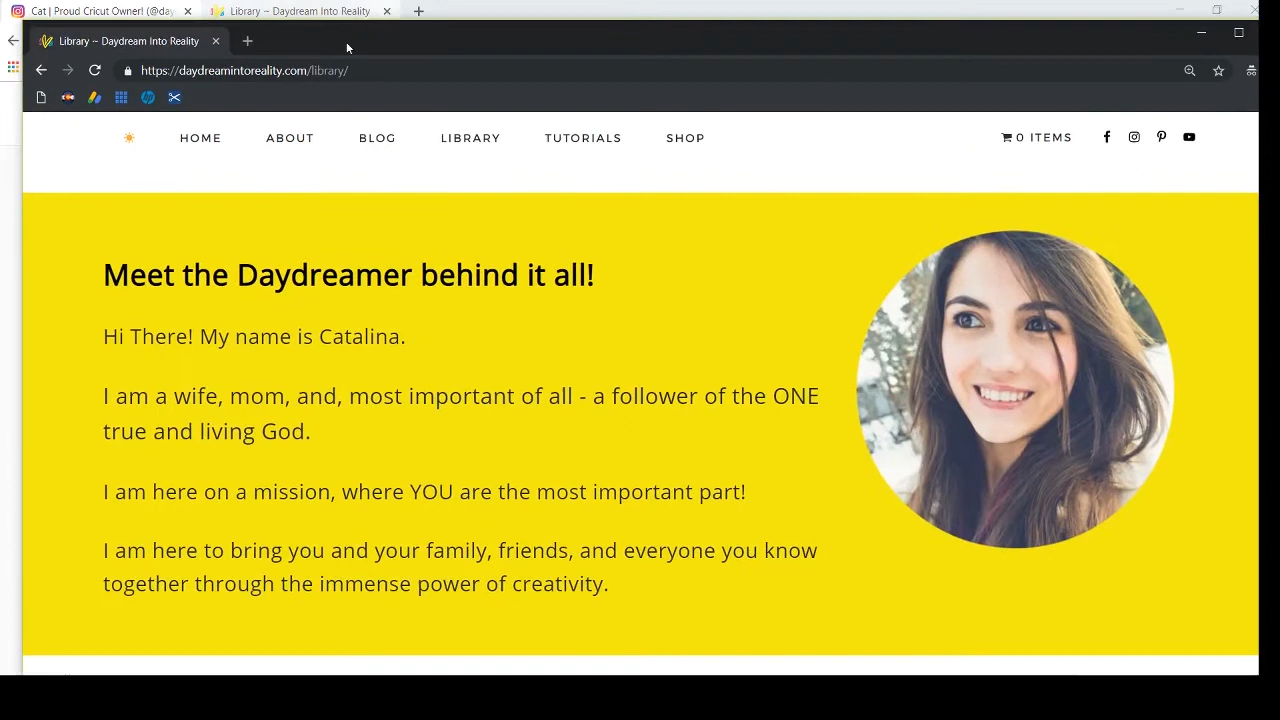 Cat | Proud Cricut Owner! (@day
Library ~ Daydream Into Reality
Library ~ Daydream Into Reality
https://daydreamintoreality.com/library/
HOME ABOUT BLOG LIBRARY TUTORIALS SHOP 0 ITEMS
Meet the Daydreamer behind it all!
Hi There! My name is Catalina.
I am a wife, mom, and, most important of all - a follower of the ONE
true and living God.
I am here on a mission, where YOU are the most important part!
I am here to bring you and your family, friends, and everyone you know
together through the immense power of creativity.